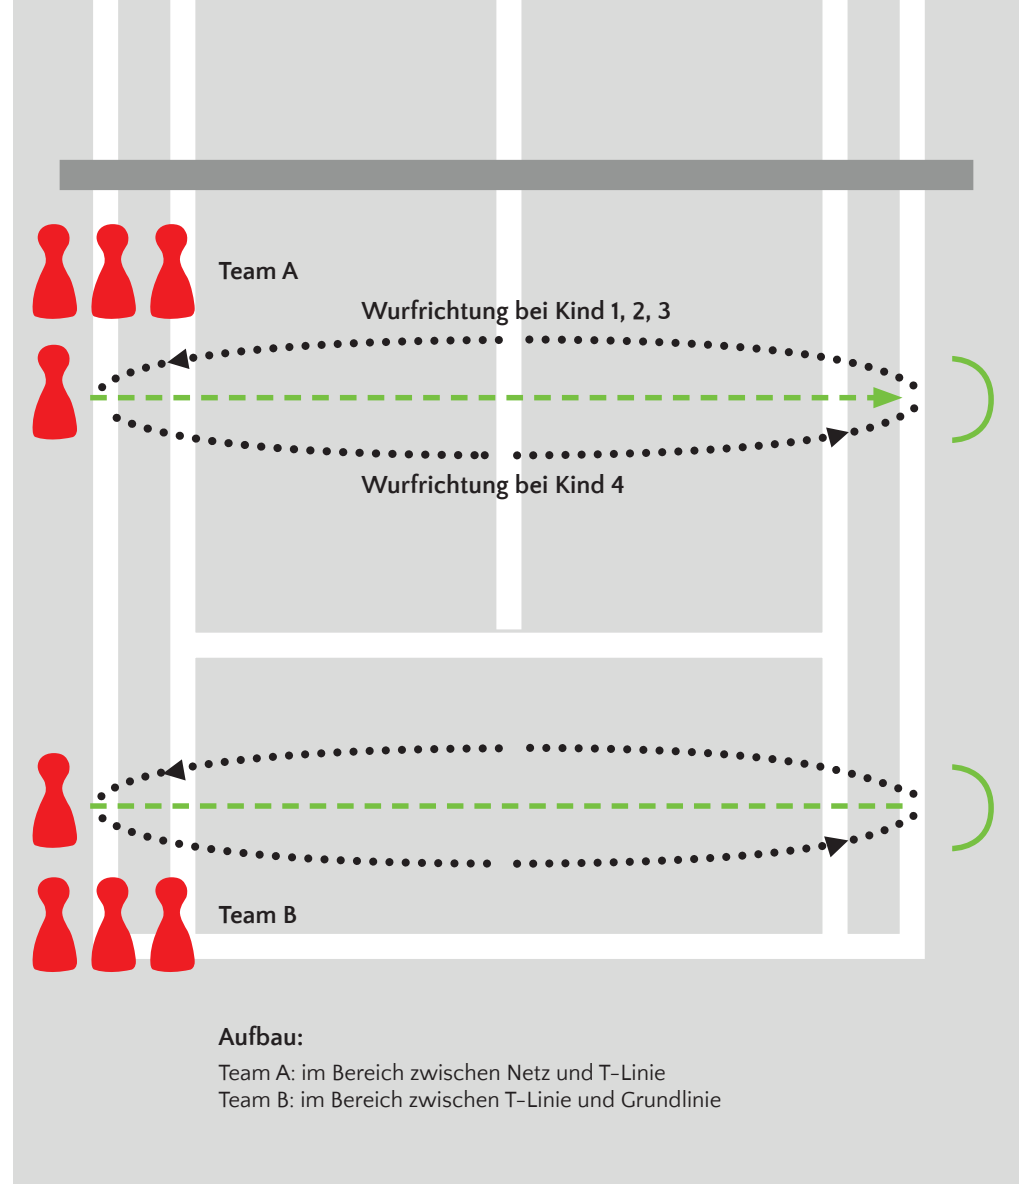 Team A
Wurfrichtung bei Kind 1, 2, 3
Wurfrichtung bei Kind 4
Team B
Aufbau:
Team A: im Bereich zwischen Netz und T-Linie
Team B: im Bereich zwischen T-Linie und Grundlinie